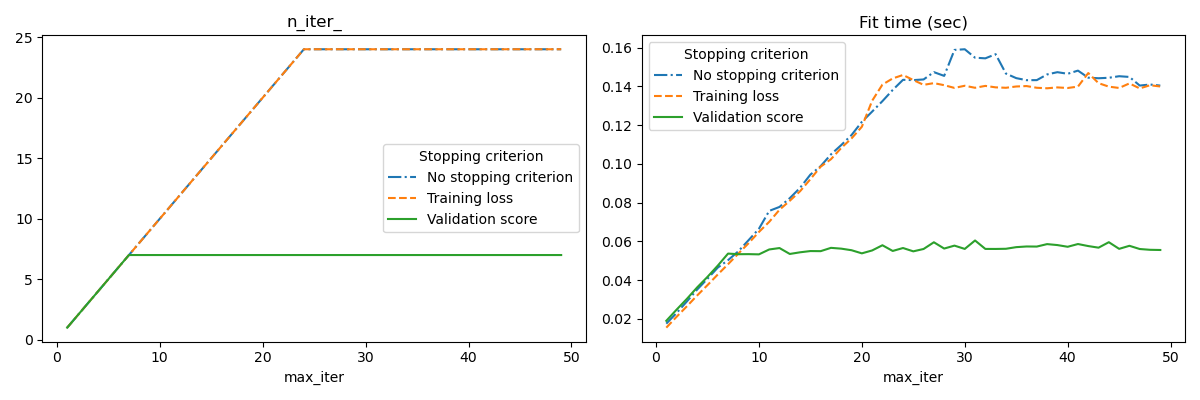 n_iter_
25
20
15
10
5
0
Stopping criterion
No stopping criterion
Training loss
Validation score
0 10 20 30 40 50
max_iter
Fit time (sec)
0.16
0.14
0.12
0.10
0.08
0.06
0.04
0.02
Stopping criterion
No stopping criterion
Training loss
Validation score
0 10 20 30 40 50
max_iter